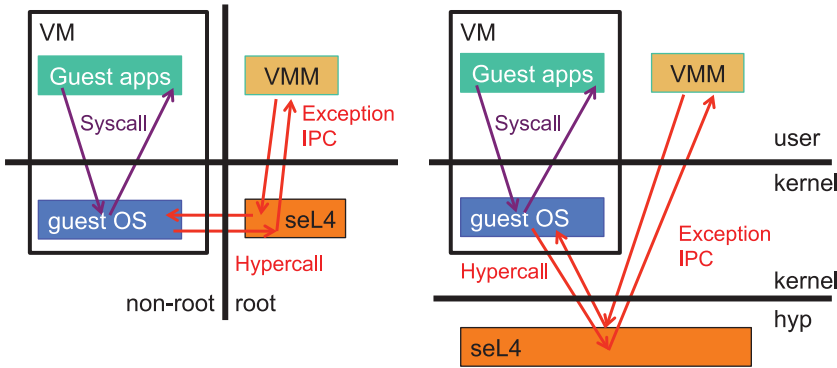 VM
Guest apps
VMM
Syscall
Exception
IPC
guest OS
seL4
Hypercall
non-root
root
VM
Guest apps
VMM
Syscall
user
kernel
guest OS
Hypercall
Exception
IPC
kernel
hyp
seL4